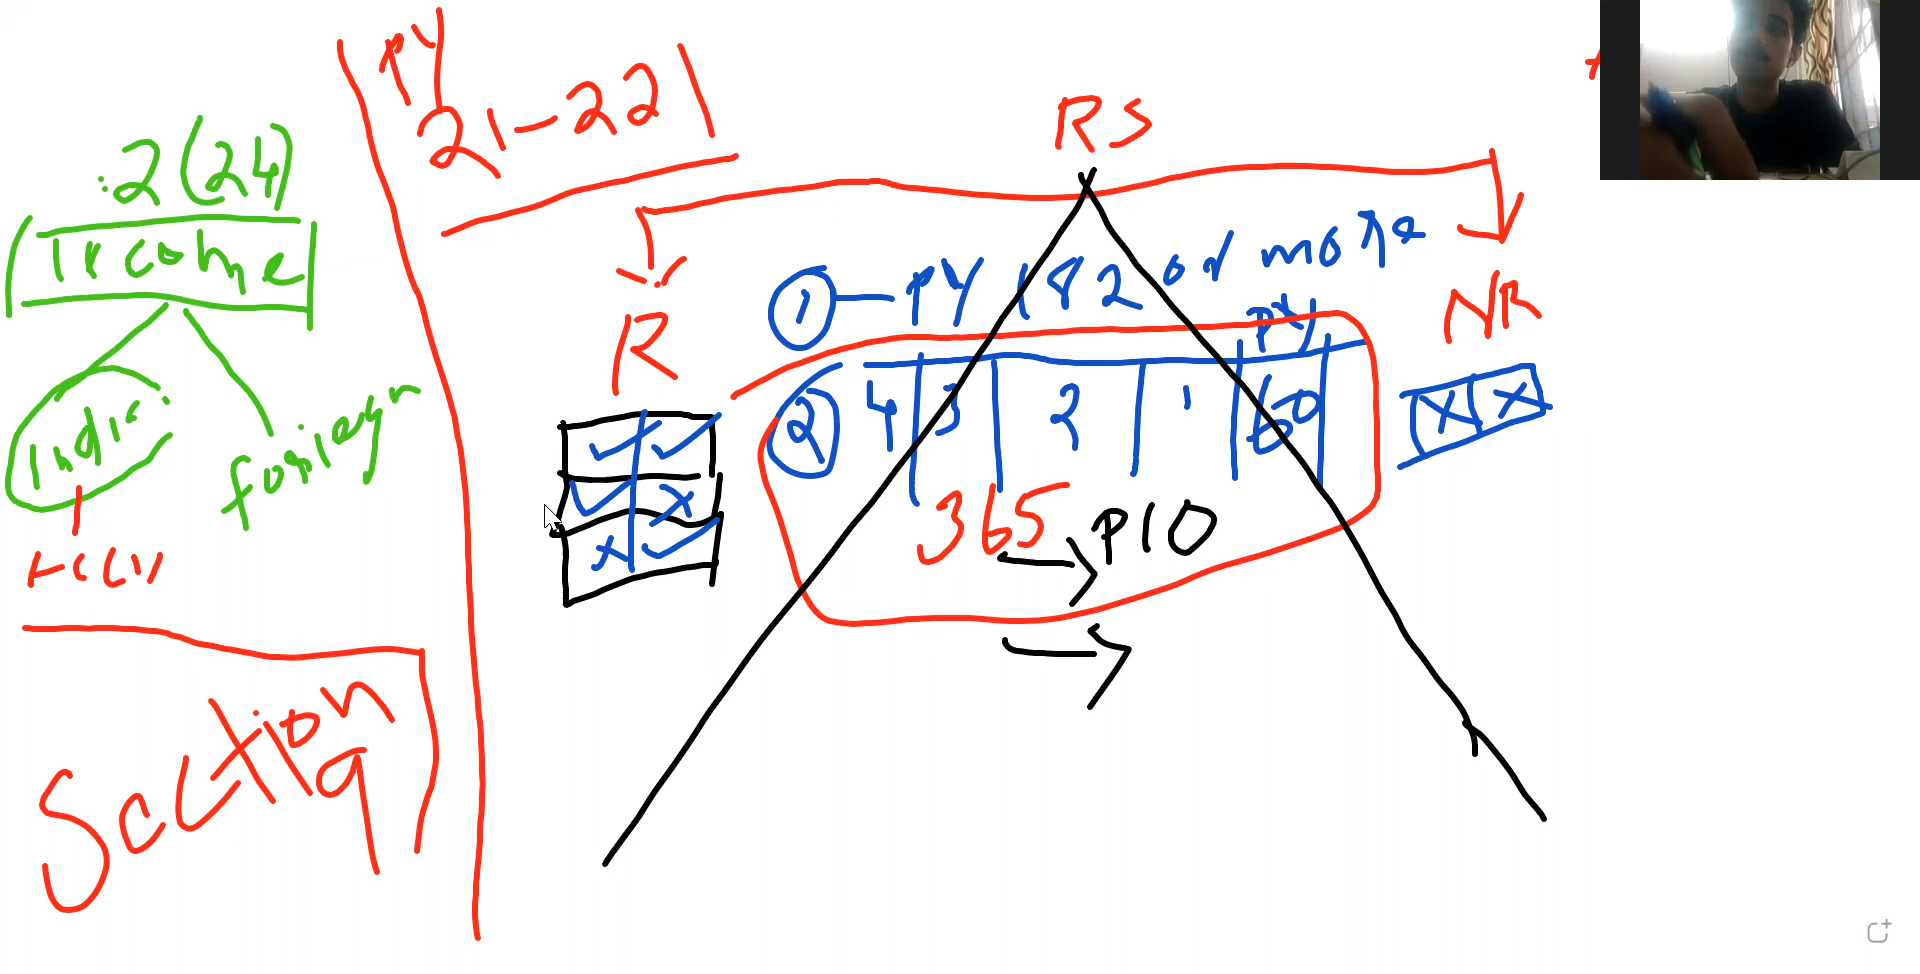 :2(24)
Income
India
foriegn
Section
9
PY
21-22
RS
R
NR
1 — PY 182 or more
PY
2 4 3 2 1 60
365
PIO